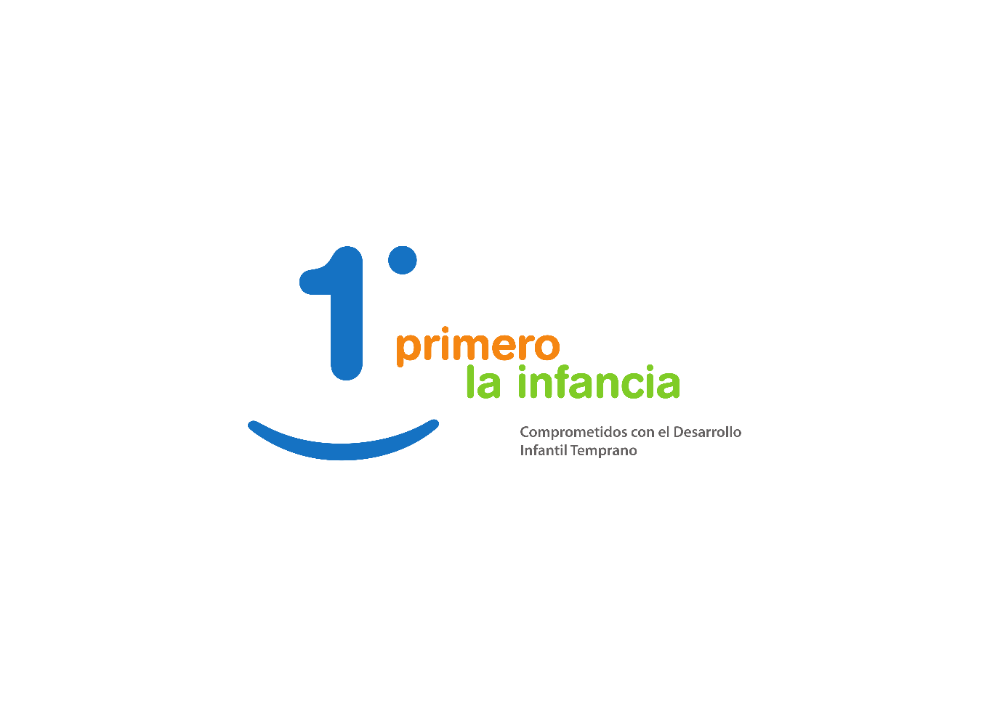 1°
primero
la infancia
Comprometidos con el Desarrollo
Infantil Temprano